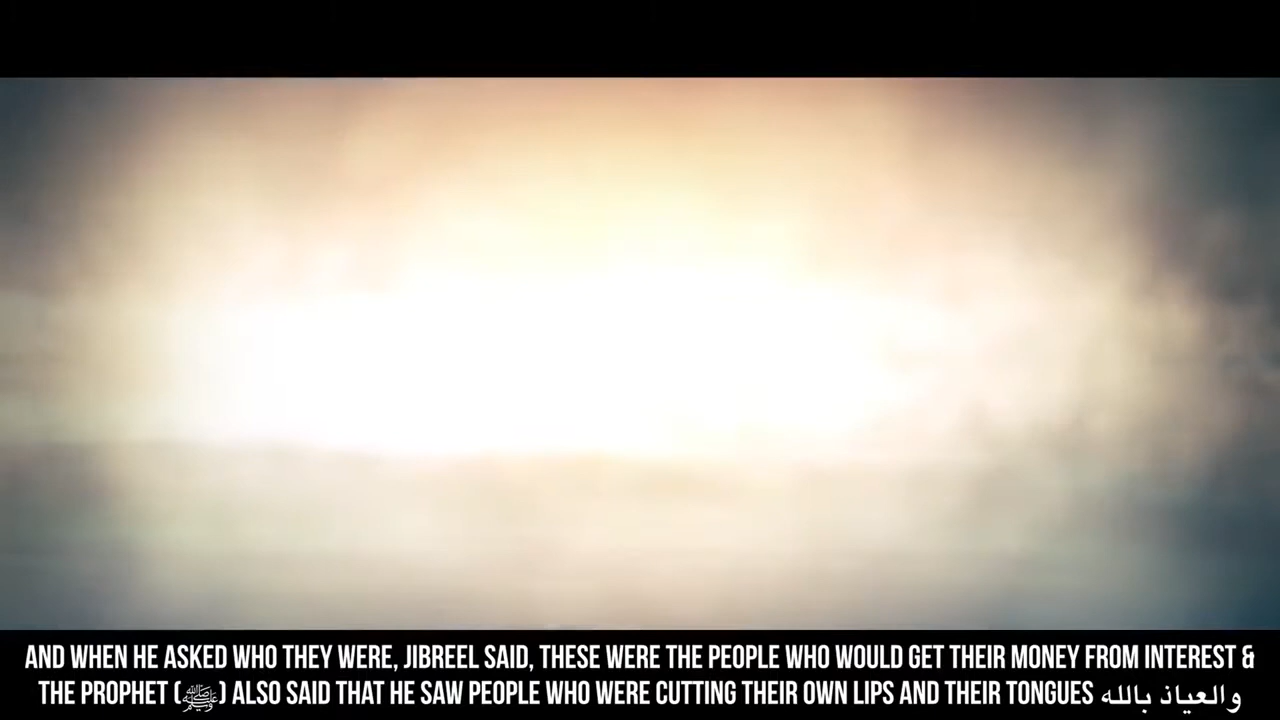 AND WHEN HE ASKED WHO THEY WERE, JIBREEL SAID, THESE WERE THE PEOPLE WHO WOULD GET THEIR MONEY FROM INTEREST &
THE PROPHET (ﷺ) ALSO SAID THAT HE SAW PEOPLE WHO WERE CUTTING THEIR OWN LIPS AND THEIR TONGUES والعياذ بالله